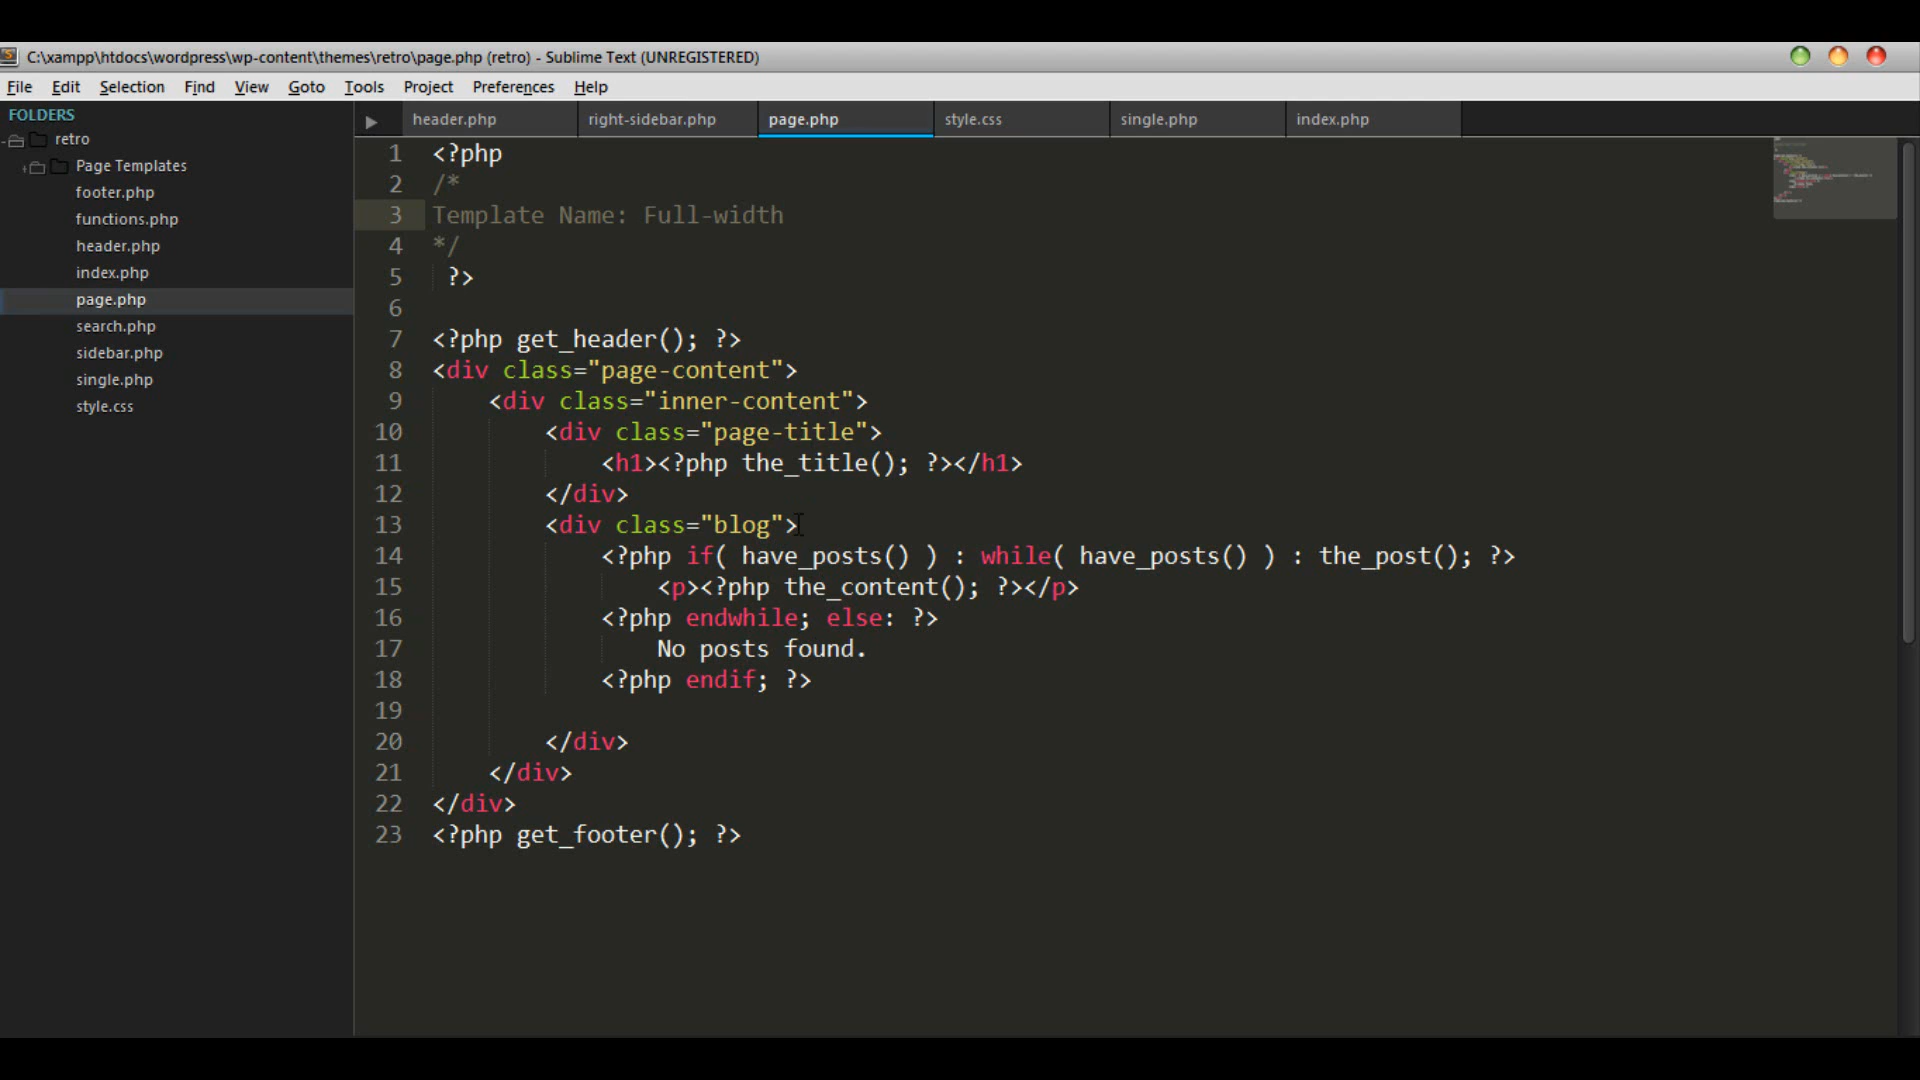 C:\xampp\htdocs\wordpress\wp-content\themes\retro\page.php (retro) - Sublime Text (UNREGISTERED)
File Edit Selection Find View Goto Tools Project Preferences Help
FOLDERS
retro
Page Templates
footer.php
functions.php
header.php
index.php
page.php
search.php
sidebar.php
single.php
style.css
header.php right-sidebar.php page.php style.css single.php index.php
1 <?php
2 /*
3 Template Name: Full-width
4 */
5  ?>
6
7 <?php get_header(); ?>
8 <div class="page-content">
9     <div class="inner-content">
10         <div class="page-title">
11             <h1><?php the_title(); ?></h1>
12         </div>
13         <div class="blog">
14             <?php if( have_posts() ) : while( have_posts() ) : the_post(); ?>
15                 <p><?php the_content(); ?></p>
16             <?php endwhile; else: ?>
17                 No posts found.
18             <?php endif; ?>
19
20         </div>
21     </div>
22 </div>
23 <?php get_footer(); ?>